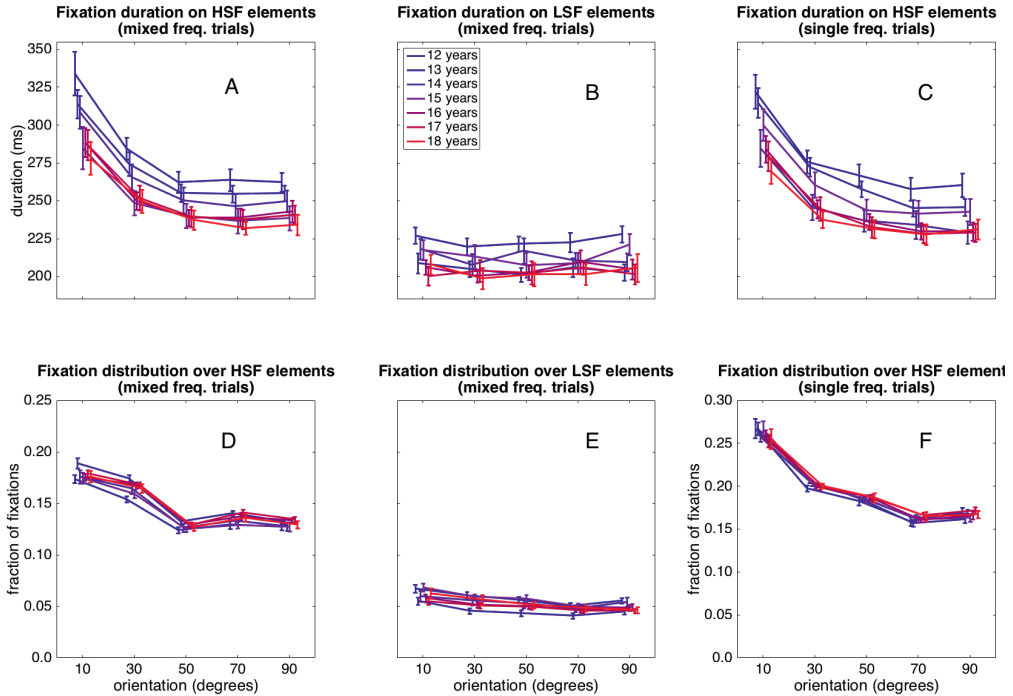 Fixation duration on HSF elements
(mixed freq. trials)
Fixation duration on LSF elements
(mixed freq. trials)
Fixation duration on HSF elements
(single freq. trials)
duration (ms)
350
325
300
275
250
225
200
A
B
12 years
13 years
14 years
15 years
16 years
17 years
18 years
C
Fixation distribution over HSF elements
(mixed freq. trials)
Fixation distribution over LSF elements
(mixed freq. trials)
Fixation distribution over HSF element
(single freq. trials)
fraction of fixations
0.25
0.20
0.15
0.10
0.05
0.0
D
10 30 50 70 90
orientation (degrees)
E
10 30 50 70 90
orientation (degrees)
fraction of fixations
0.30
0.25
0.20
0.15
0.10
0.05
0.0
F
10 30 50 70 90
orientation (degrees)